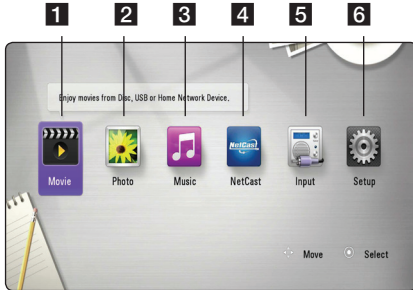 1 2 3 4 5 6
Enjoy movies from Disc, USB or Home Network Device.
NetCast
Movie Photo Music NetCast Input Setup
Move Select